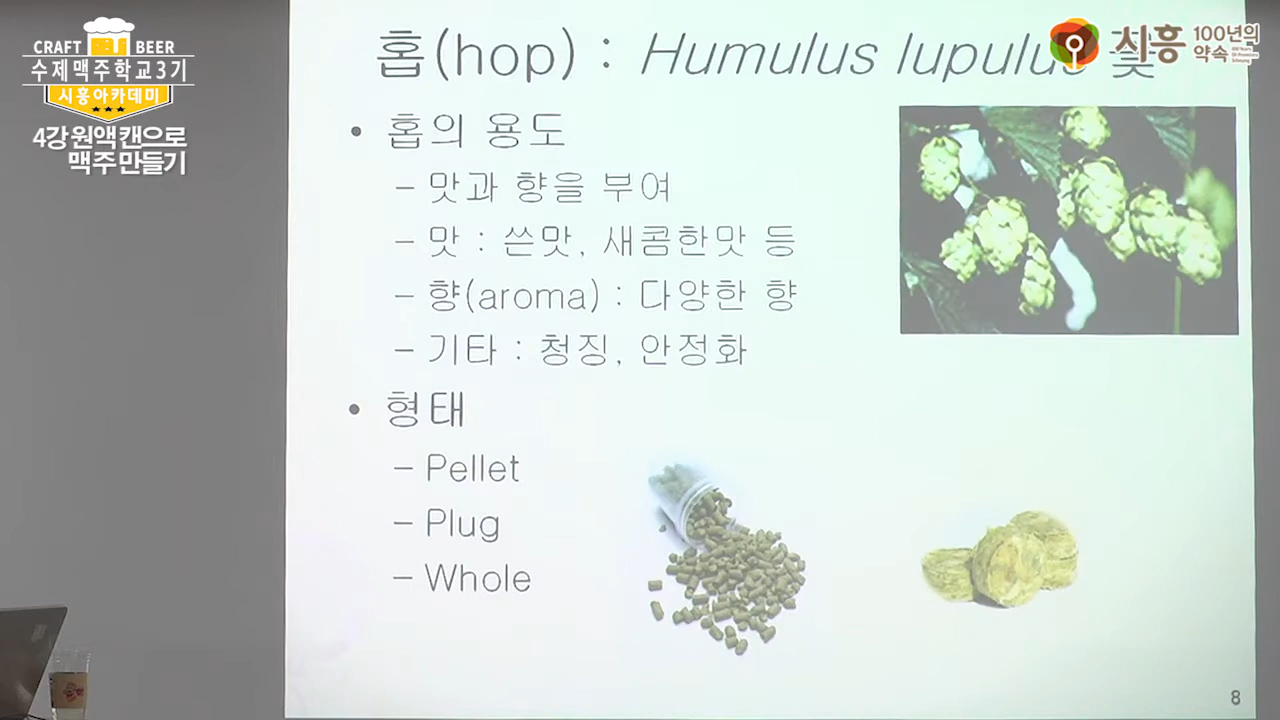 CRAFT BEER
수제맥주학교3기
시흥아카데미
4강 원액 캔으로
맥주 만들기
시흥 100년의
약속
홉(hop) : Humulus lupulus 꽃
• 홉의 용도
– 맛과 향을 부여
– 맛 : 쓴맛, 새콤한맛 등
– 향(aroma) : 다양한 향
– 기타 : 청징, 안정화
• 형태
– Pellet
– Plug
– Whole
8